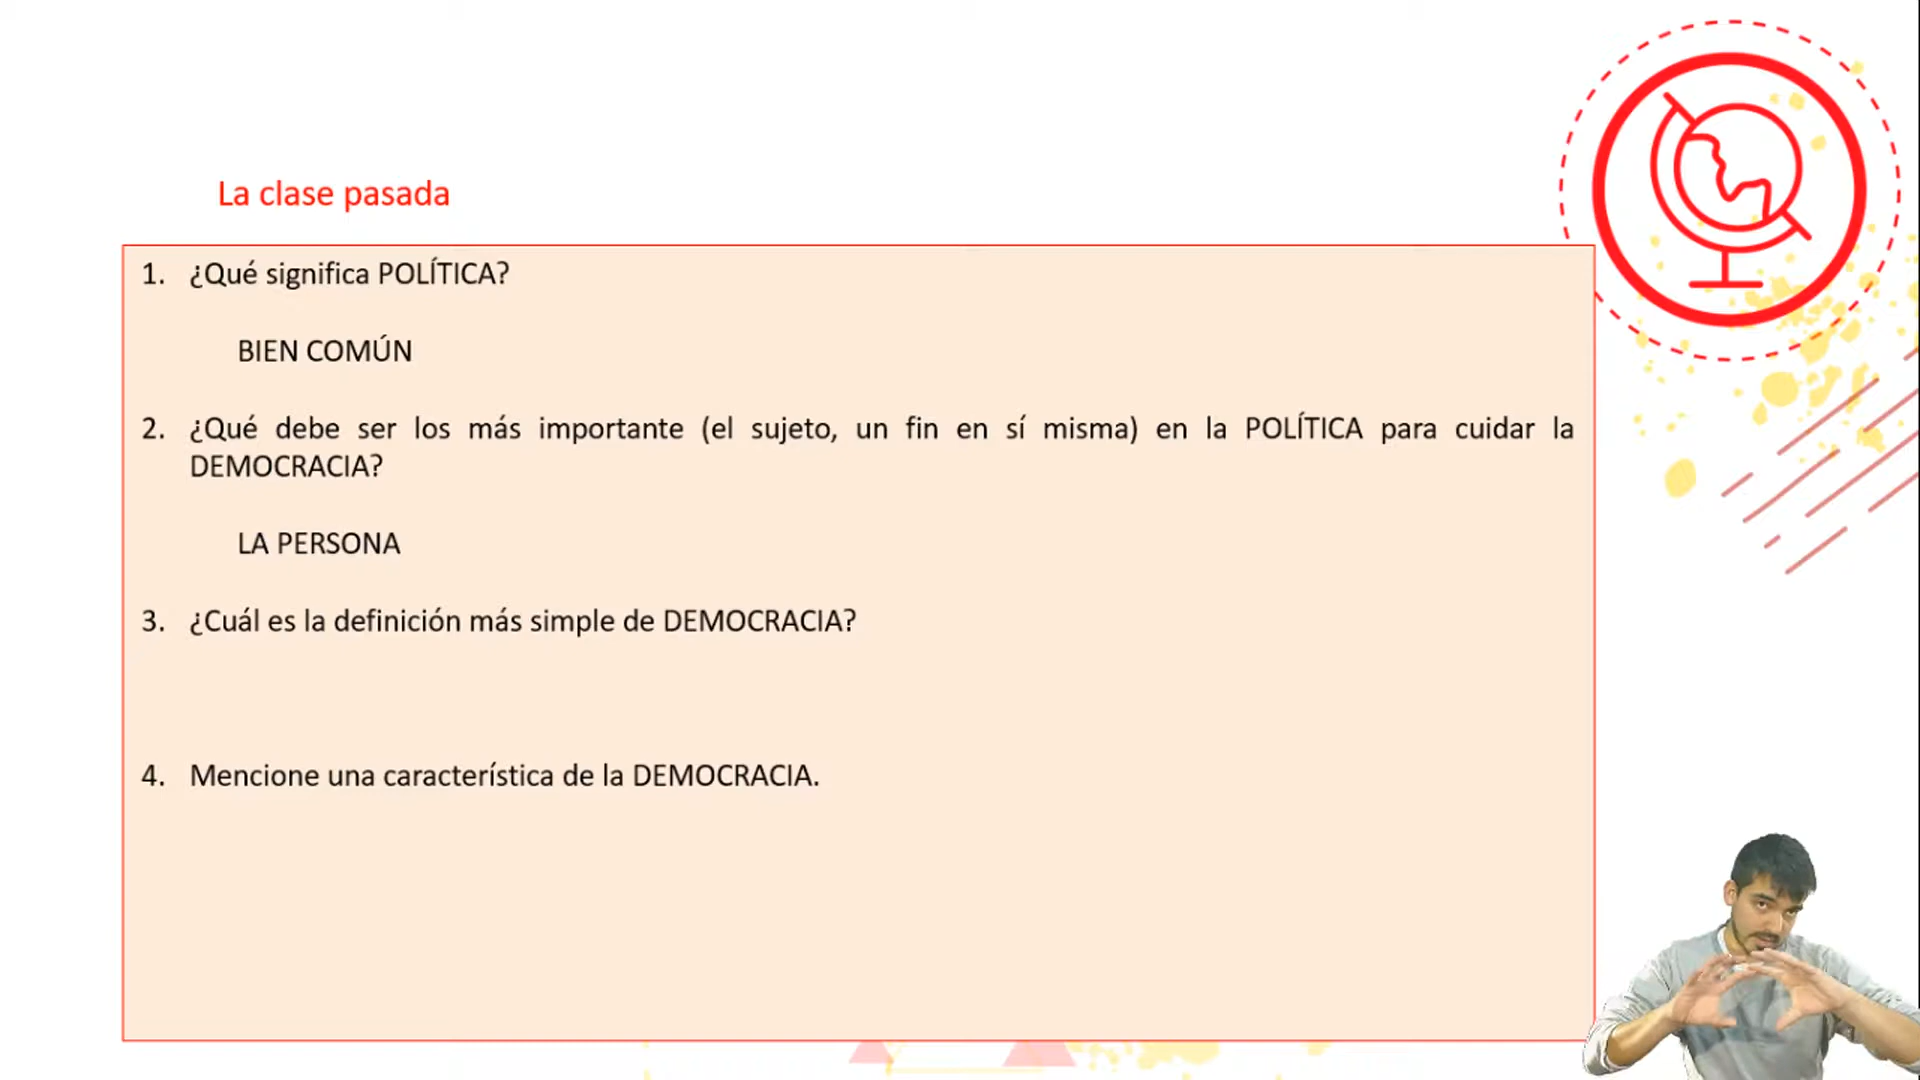 La clase pasada
1. ¿Qué significa POLÍTICA?
BIEN COMÚN
2. ¿Qué debe ser los más importante (el sujeto, un fin en sí misma) en la POLÍTICA para cuidar la
DEMOCRACIA?
LA PERSONA
3. ¿Cuál es la definición más simple de DEMOCRACIA?
4. Mencione una característica de la DEMOCRACIA.